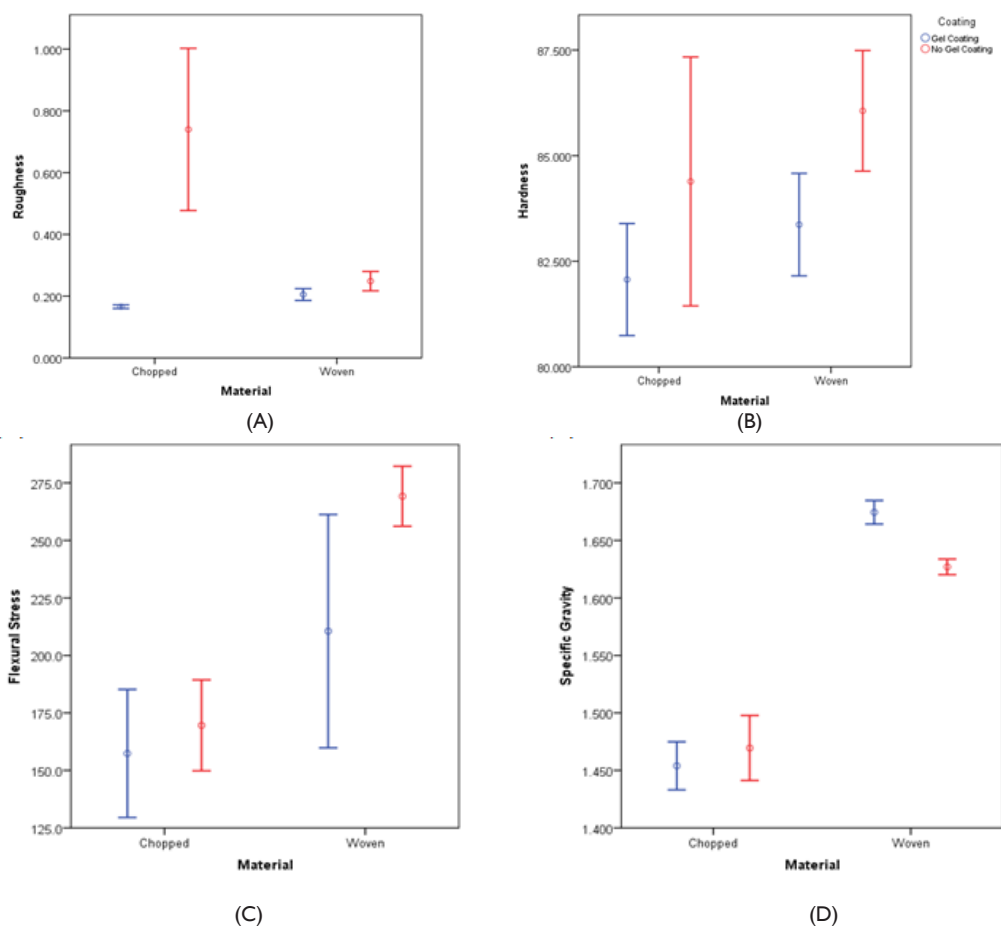 1.000
0.800
0.600
0.400
0.200
0.000
Roughness
Chopped Woven
Material
(A)
87.500
85.000
82.500
80.000
Hardness
Chopped Woven
Material
(B)
Coating
Gel Coating
No Gel Coating
275.0
250.0
225.0
200.0
175.0
150.0
125.0
Flexural Stress
Chopped Woven
Material
(C)
1.700
1.650
1.600
1.550
1.500
1.450
1.400
Specific Gravity
Chopped Woven
Material
(D)